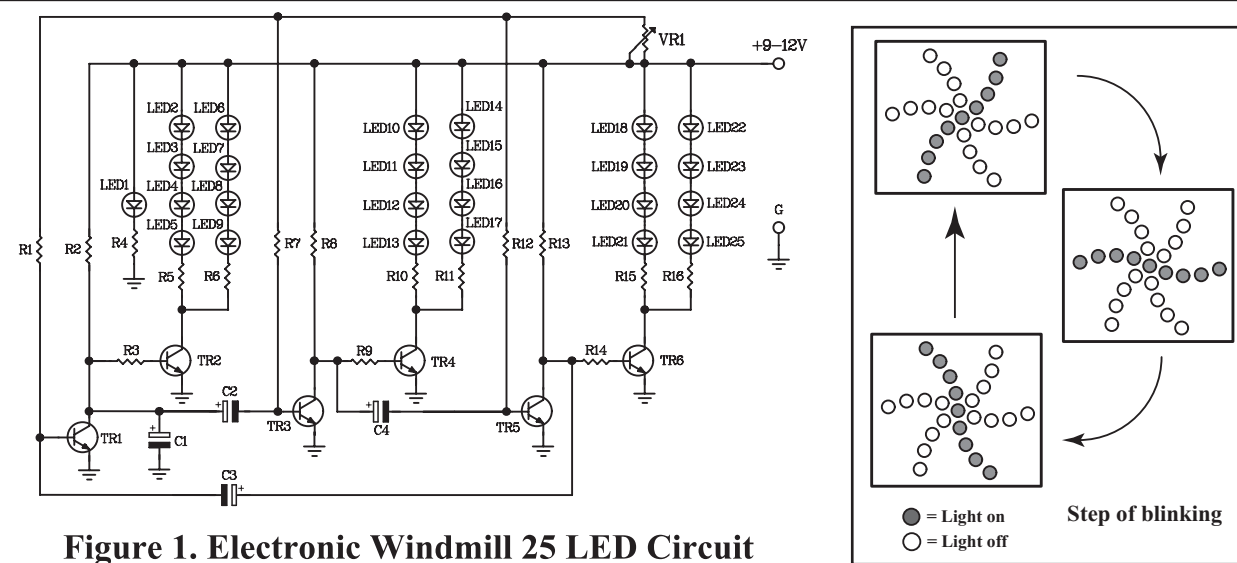 VR1
+9-12V
LED2
LED6
LED10
LED14
LED18
LED22
LED3
LED7
LED11
LED15
LED19
LED23
LED1
LED4
LED8
LED12
LED16
LED20
LED24
G
LED5
LED9
LED13
LED17
LED21
LED25
R1
R2
R4
R7
R8
R12
R13
R5
R6
R10
R11
R15
R16
R3
TR2
R9
TR4
R14
TR6
C2
+
TR1
+
C1
TR3
+
C4
TR5
C3
+
Figure 1. Electronic Windmill 25 LED Circuit
= Light on
= Light off
Step of blinking